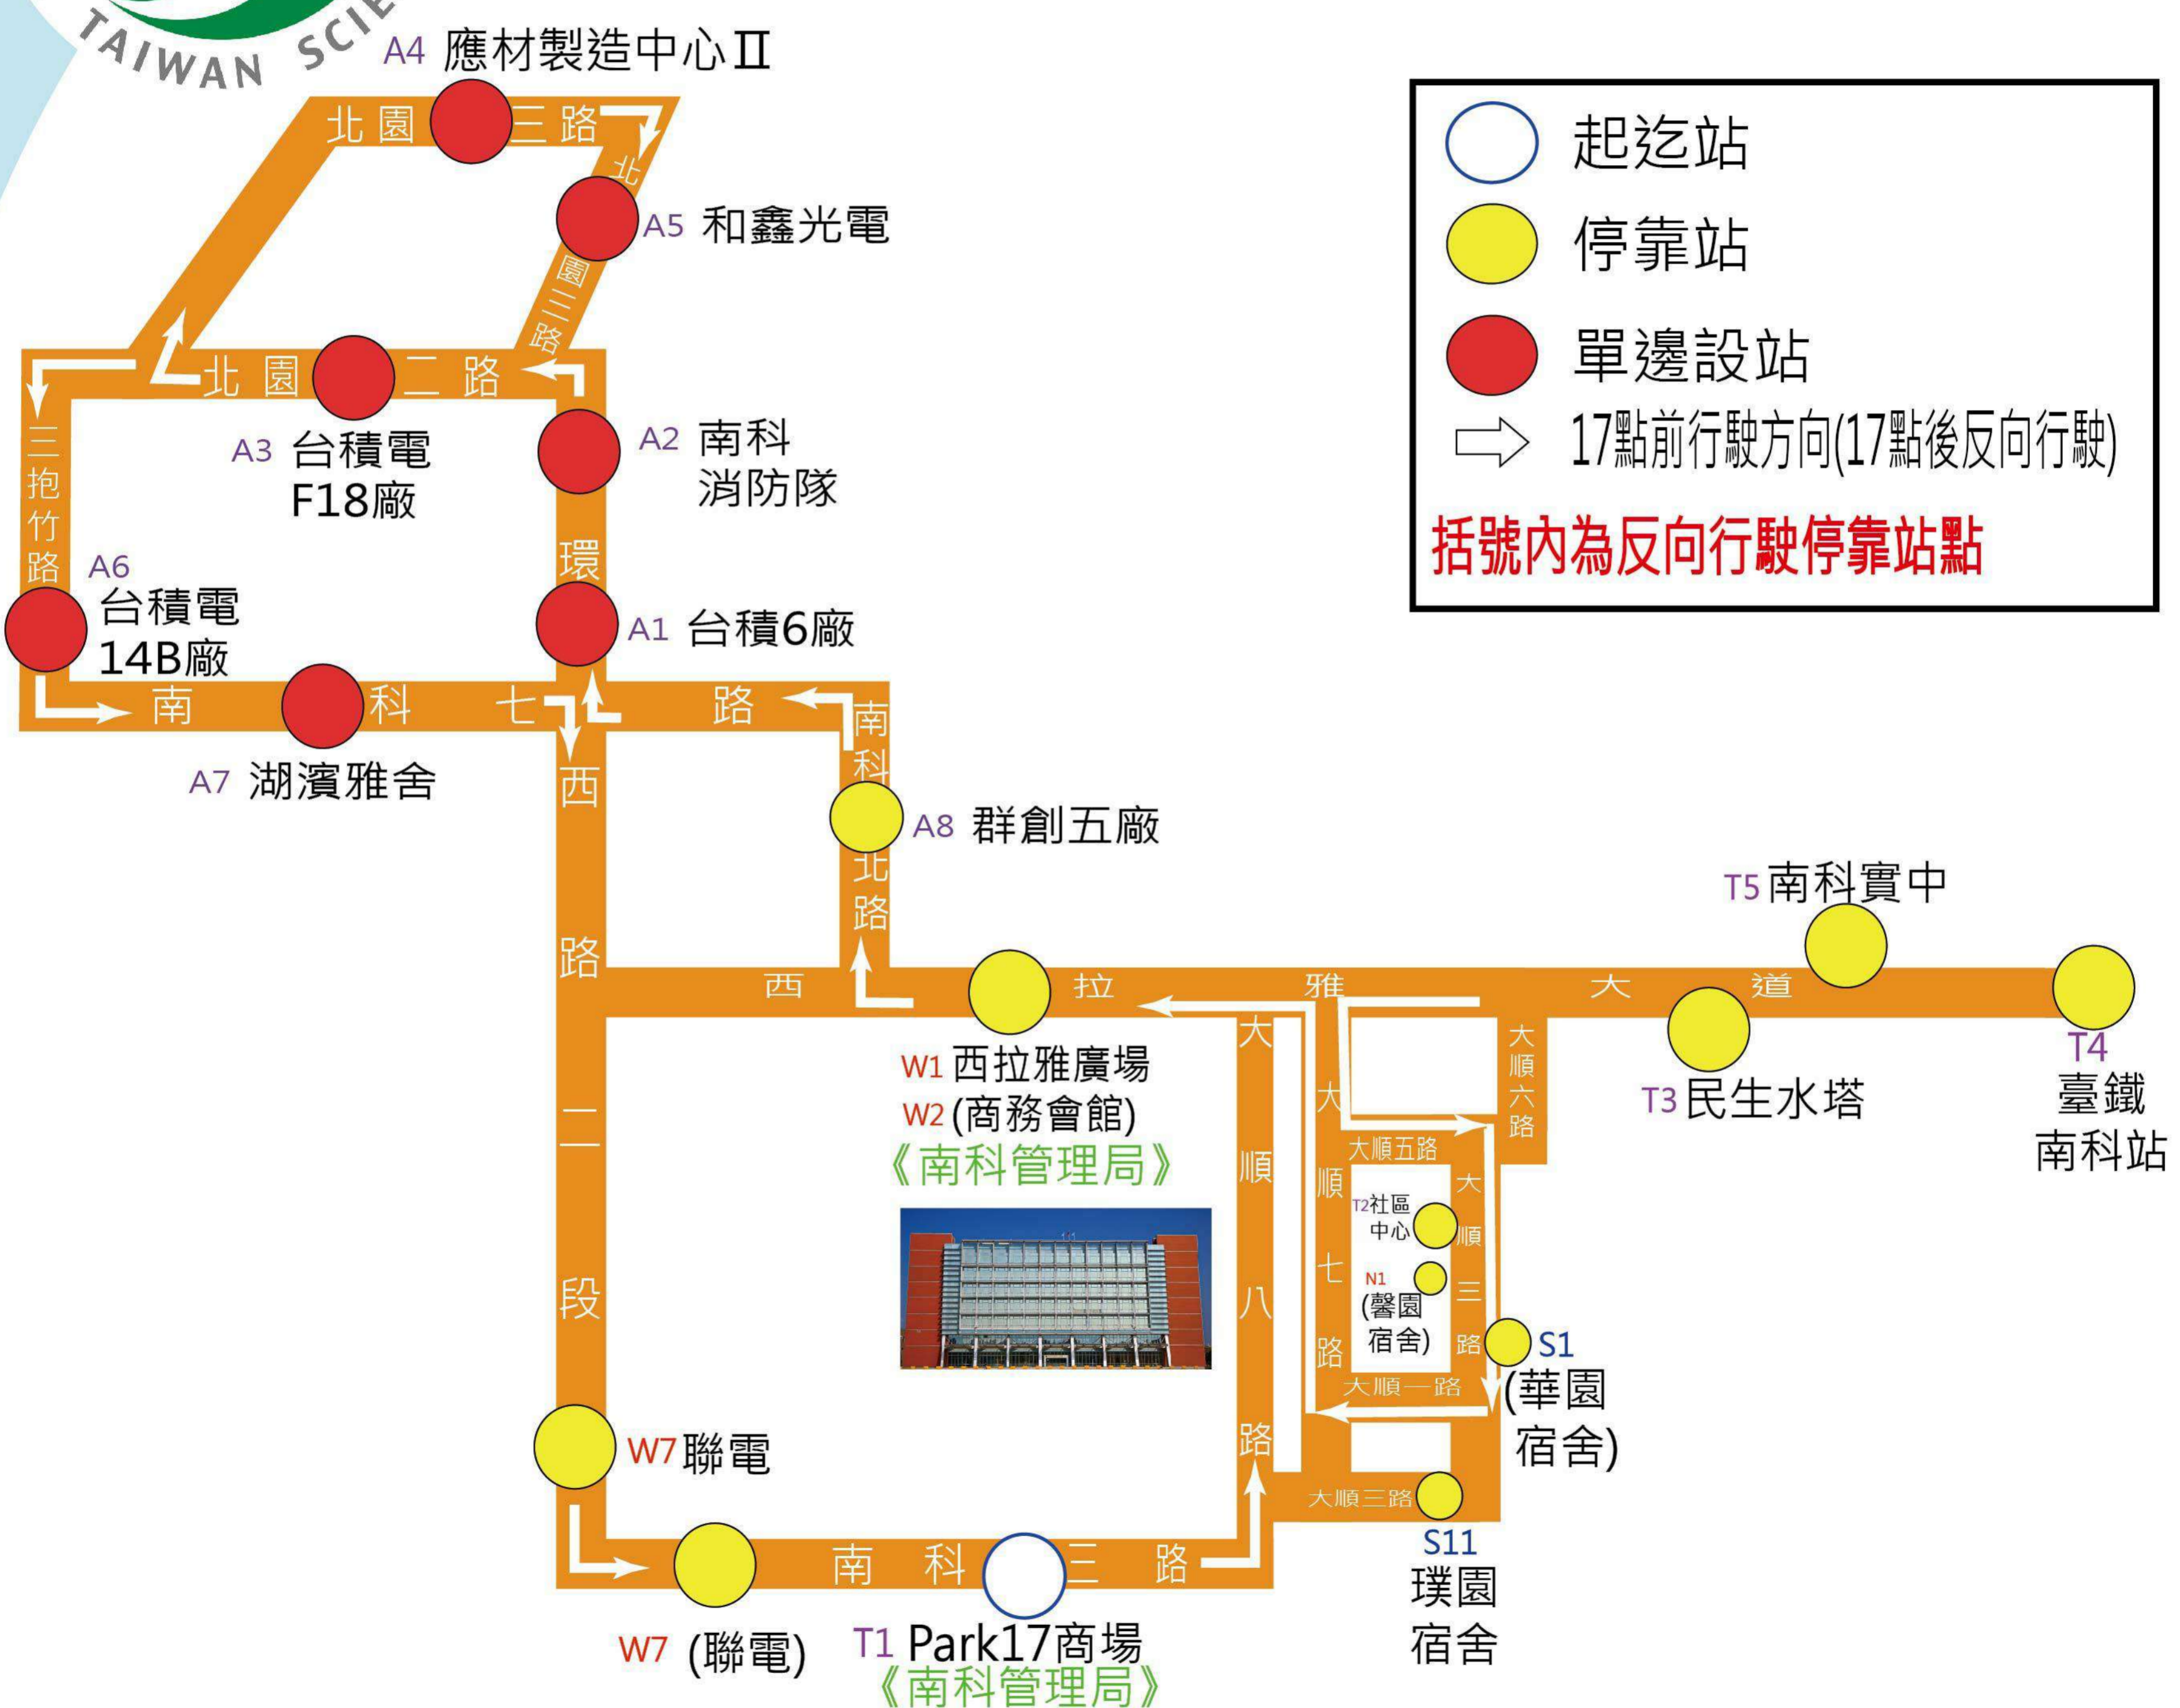 TAIWAN SCIE
A4 應材製造中心Ⅱ
北園三路
北園三路
A5 和鑫光電
北園二路
A3 台積電
F18廠
A2 南科
消防隊
三抱竹路
A6
台積電
14B廠
環西路二段
A1 台積6廠
南科七路
A7 湖濱雅舍
南科北路
A8 群創五廠
起迄站
停靠站
單邊設站
17點前行駛方向(17點後反向行駛)
括號內為反向行駛停靠站點
T5南科實中
西拉雅大道
T4
臺鐵
南科站
T3民生水塔
W1 西拉雅廣場
W2 (商務會館)
《南科管理局》
大順八路
大順七路
大順六路
大順五路
T2社區
中心
N1
(馨園
宿舍)
大順三路
S1
(華園
宿舍)
大順一路
大順三路
S11
璞園
宿舍
W7聯電
南科三路
W7 (聯電)
T1 Park17商場
《南科管理局》